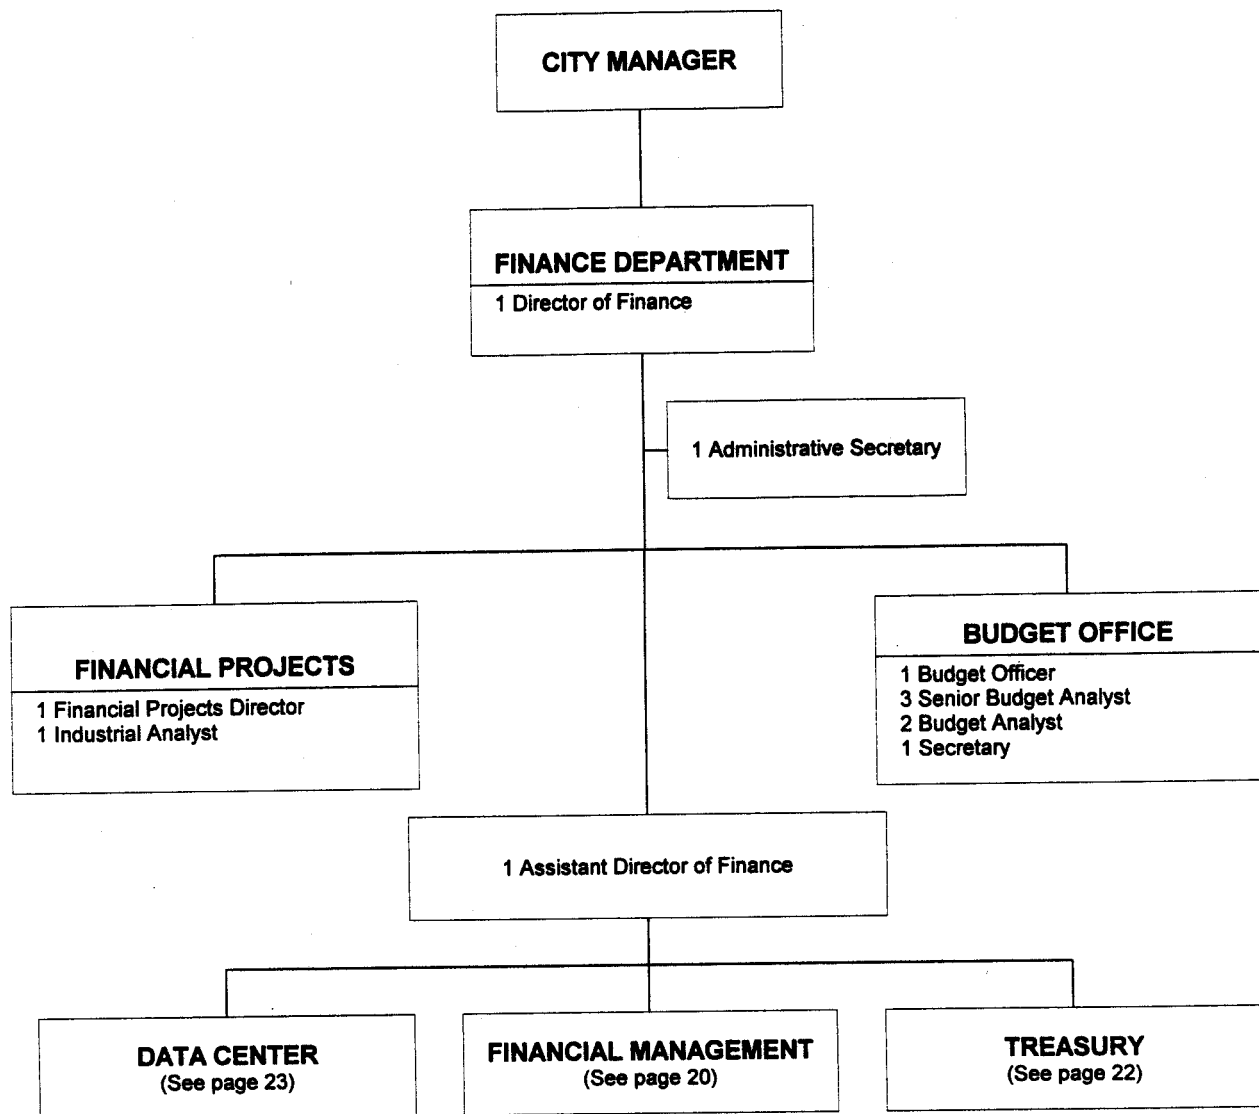 CITY MANAGER
FINANCE DEPARTMENT
1 Director of Finance
1 Administrative Secretary
FINANCIAL PROJECTS
1 Financial Projects Director
1 Industrial Analyst
BUDGET OFFICE
1 Budget Officer
3 Senior Budget Analyst
2 Budget Analyst
1 Secretary
1 Assistant Director of Finance
DATA CENTER
(See page 23)
FINANCIAL MANAGEMENT
(See page 20)
TREASURY
(See page 22)